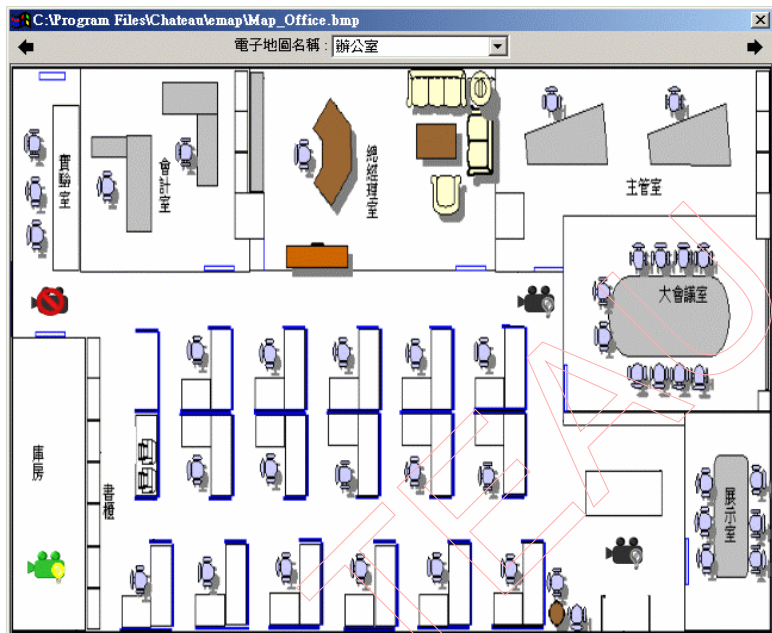 C:\Program Files\Chateau\emap\Map_Office.bmp
電子地圖名稱 : 辦公室
實驗室
會計室
總經理室
主管室
大會議室
庫房
書櫃
展示室
TEAU